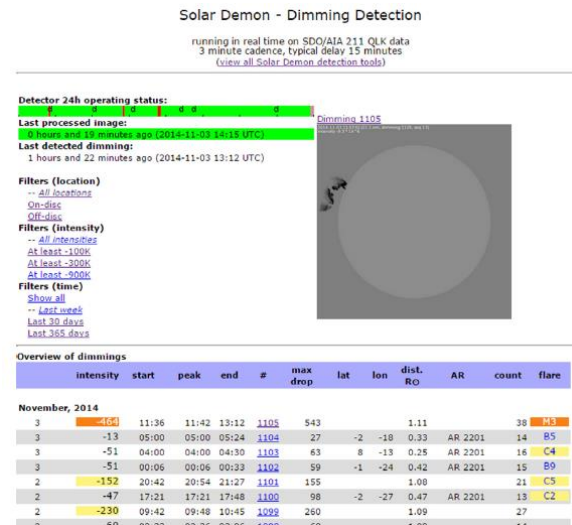 Solar Demon - Dimming Detection
running in real time on SDO/AIA 211 QLK data
3 minute cadence, typical delay 15 minutes
(view all Solar Demon detection tools)
Detector 24h operating status:
d d d d d d
Last processed image:
0 hours and 19 minutes ago (2014-11-03 14:15 UTC)
Last detected dimming:
1 hours and 22 minutes ago (2014-11-03 13:12 UTC)
Filters (location)
-- All locations
On-disc
Off-disc
Filters (intensity)
-- All intensities
At least -100K
At least -300K
At least -900K
Filters (time)
Show all
-- Last week
Last 30 days
Last 365 days
Dimming 1105
Overview of dimmings
intensity start peak end # max drop lat lon dist. R⊙ AR count flare
November, 2014
3 -464 11:36 11:42 13:12 1105 543 1.11 38 M3
3 -13 05:00 05:00 05:24 1104 27 -2 -18 0.33 AR 2201 14 B5
3 -51 04:00 04:00 04:30 1103 63 8 -13 0.25 AR 2201 16 C4
3 -51 00:06 00:06 00:33 1102 59 -1 -24 0.42 AR 2201 15 B9
2 -152 20:42 20:54 21:27 1101 155 1.08 21 C5
2 -47 17:21 17:21 17:48 1100 98 -2 -27 0.47 AR 2201 13 C2
2 -230 09:42 09:48 10:45 1099 260 1.09 27